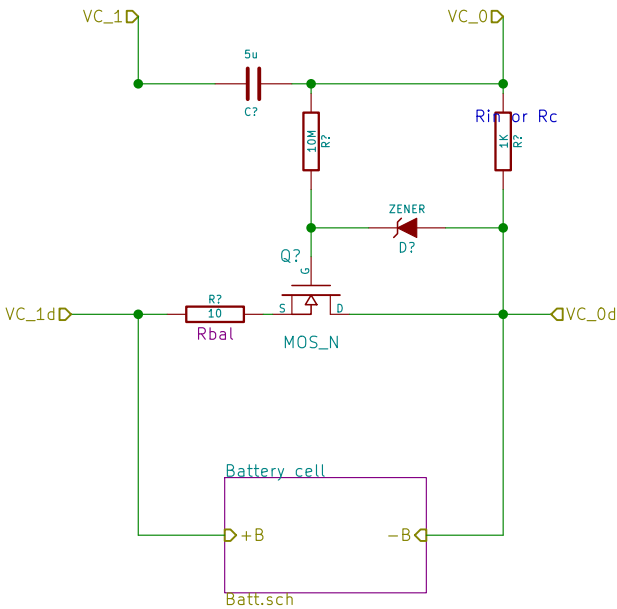 VC_1
VC_0
5u
C?
Rin or Rc
10M
R?
1K
R?
ZENER
D?
Q?
G
S
D
MOS_N
R?
10
Rbal
VC_1d
VC_0d
Battery cell
+B
-B
Batt.sch